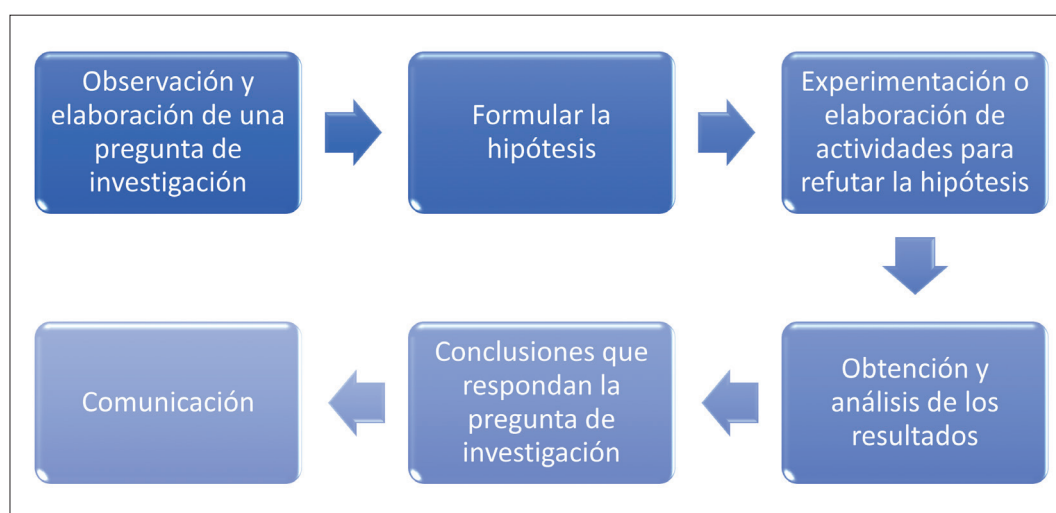 Observación y
elaboración de una
pregunta de
investigación
Formular la
hipótesis
Experimentación o
elaboración de
actividades para
refutar la hipótesis
Obtención y
análisis de los
resultados
Conclusiones que
respondan la
pregunta de
investigación
Comunicación